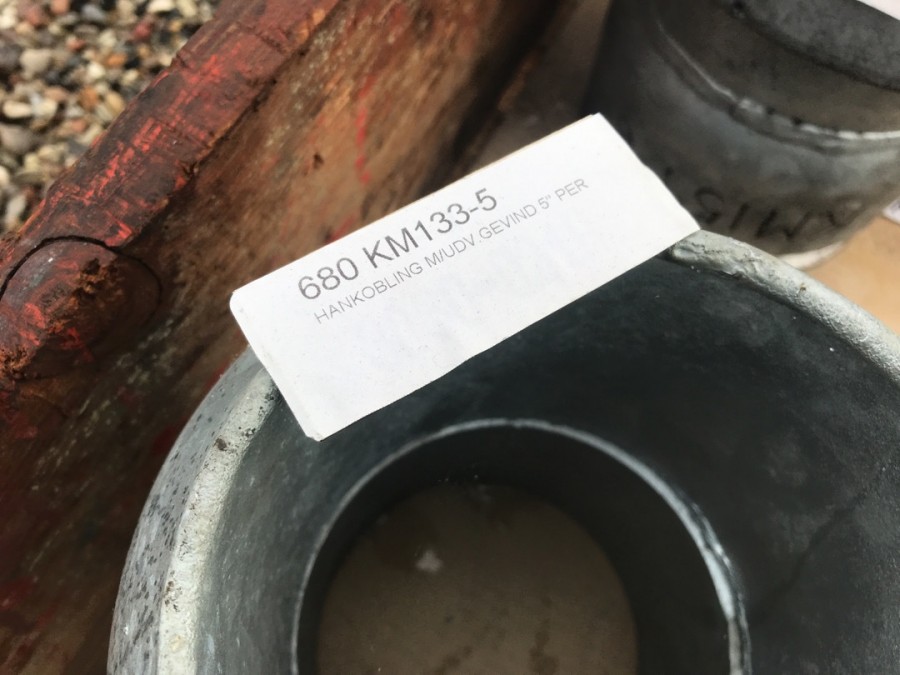 680 KM133-5
HANKOBLING M/UDV.GEVIND 5" PER